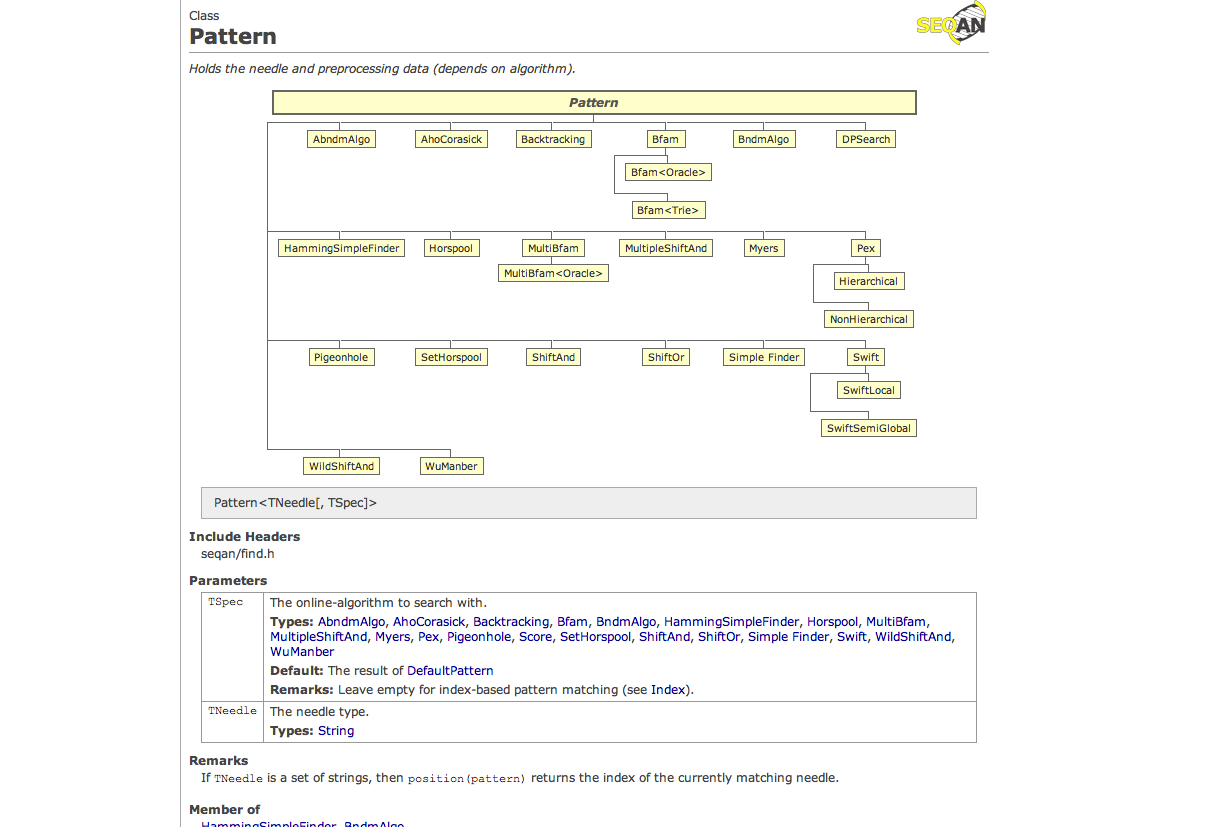 Class
SEQAN
Pattern
Holds the needle and preprocessing data (depends on algorithm).
Pattern
AbndmAlgo AhoCorasick Backtracking Bfam BndmAlgo DPSearch
Bfam<Oracle>
Bfam<Trie>
HammingSimpleFinder Horspool MultiBfam MultipleShiftAnd Myers Pex
MultiBfam<Oracle>
Hierarchical
NonHierarchical
Pigeonhole SetHorspool ShiftAnd ShiftOr Simple Finder Swift
SwiftLocal
SwiftSemiGlobal
WildShiftAnd WuManber
Pattern<TNeedle[, TSpec]>
Include Headers
seqan/find.h
Parameters
TSpec The online-algorithm to search with.
Types: AbndmAlgo, AhoCorasick, Backtracking, Bfam, BndmAlgo, HammingSimpleFinder, Horspool, MultiBfam,
MultipleShiftAnd, Myers, Pex, Pigeonhole, Score, SetHorspool, ShiftAnd, ShiftOr, Simple Finder, Swift, WildShiftAnd,
WuManber
Default: The result of DefaultPattern
Remarks: Leave empty for index-based pattern matching (see Index).
TNeedle The needle type.
Types: String
Remarks
If TNeedle is a set of strings, then position(pattern) returns the index of the currently matching needle.
Member of
HammingSimpleFinder, BndmAlgo